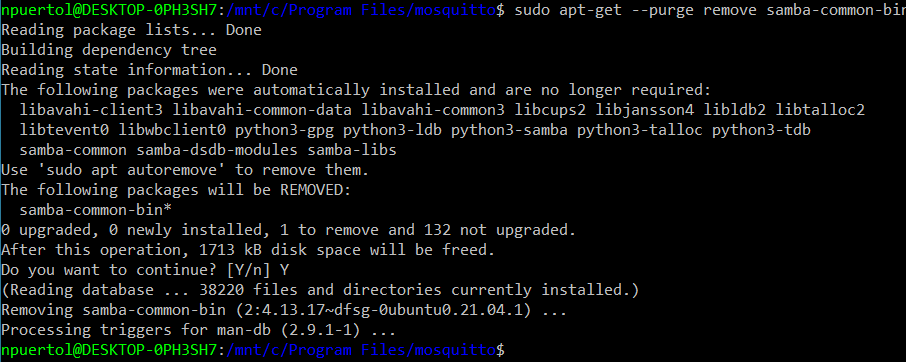 npuertol@DESKTOP-0PH3SH7:/mnt/c/Program Files/mosquitto$ sudo apt-get --purge remove samba-common-bin
Reading package lists... Done
Building dependency tree
Reading state information... Done
The following packages were automatically installed and are no longer required:
  libavahi-client3 libavahi-common-data libavahi-common3 libcups2 libjansson4 libldb2 libtalloc2
  libtevent0 libwbclient0 python3-gpg python3-ldb python3-samba python3-talloc python3-tdb
  samba-common samba-dsdb-modules samba-libs
Use 'sudo apt autoremove' to remove them.
The following packages will be REMOVED:
  samba-common-bin*
0 upgraded, 0 newly installed, 1 to remove and 132 not upgraded.
After this operation, 1713 kB disk space will be freed.
Do you want to continue? [Y/n] Y
(Reading database ... 38220 files and directories currently installed.)
Removing samba-common-bin (2:4.13.17~dfsg-0ubuntu0.21.04.1) ...
Processing triggers for man-db (2.9.1-1) ...
npuertol@DESKTOP-0PH3SH7:/mnt/c/Program Files/mosquitto$